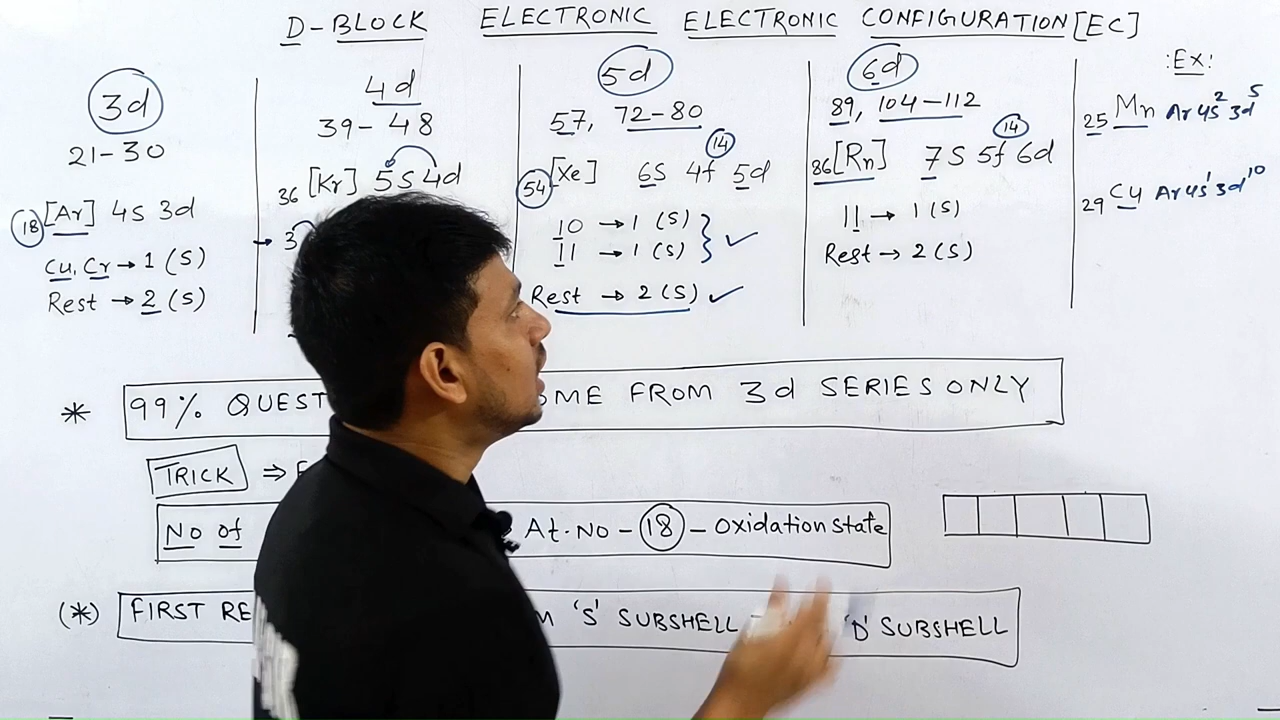 D-BLOCK ELECTRONIC ELECTRONIC CONFIGURATION [EC]
3d
21-30
18 [Ar] 4s 3d
Cu, Cr → 1 (s)
Rest → 2 (s)
4d
39-48
36 [Kr] 5s 4d
→ 3
5d
57, 72-80
14
54 [Xe] 6s 4f 5d
10 → 1 (s)
11 → 1 (s)
Rest → 2 (s)
6d
89, 104-112
14
86 [Rn] 7s 5f 6d
11 → 1 (s)
Rest → 2 (s)
:EX:
25 Mn Ar 4s² 3d⁵
29 Cu Ar 4s¹ 3d¹⁰
* 99% QUEST OME FROM 3d SERIES ONLY
TRICK ⇒
No of At.No - 18 - Oxidation state
(*) FIRST RE 'S' SUBSHELL 'D' SUBSHELL